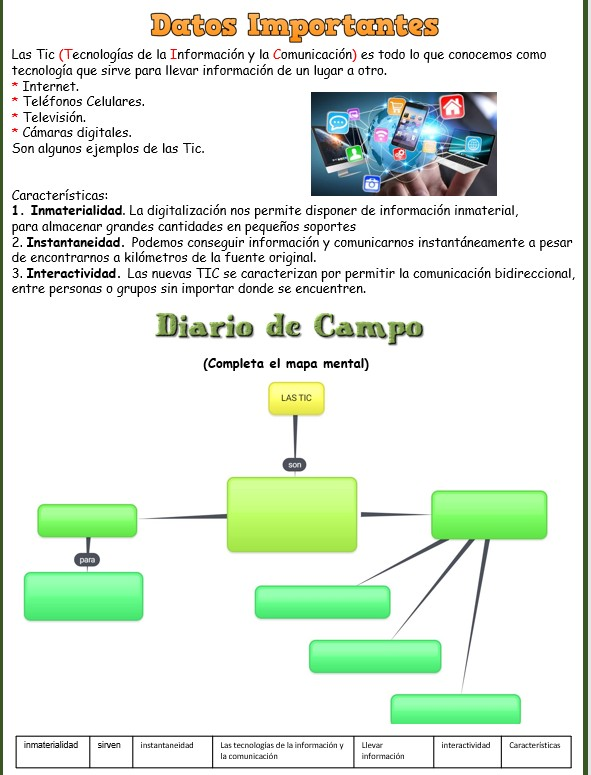 Datos Importantes
Las Tic (Tecnologías de la Información y la Comunicación) es todo lo que conocemos como
tecnología que sirve para llevar información de un lugar a otro.
* Internet.
* Teléfonos Celulares.
* Televisión.
* Cámaras digitales.
Son algunos ejemplos de las Tic.
Características:
1. Inmaterialidad. La digitalización nos permite disponer de información inmaterial,
para almacenar grandes cantidades en pequeños soportes
2. Instantaneidad. Podemos conseguir información y comunicarnos instantáneamente a pesar
de encontrarnos a kilómetros de la fuente original.
3. Interactividad. Las nuevas TIC se caracterizan por permitir la comunicación bidireccional,
entre personas o grupos sin importar donde se encuentren.
Diario de Campo
(Completa el mapa mental)
LAS TIC
son
para
inmaterialidad
sirven
instantaneidad
Las tecnologías de la información y
la comunicación
Llevar
información
interactividad
Características